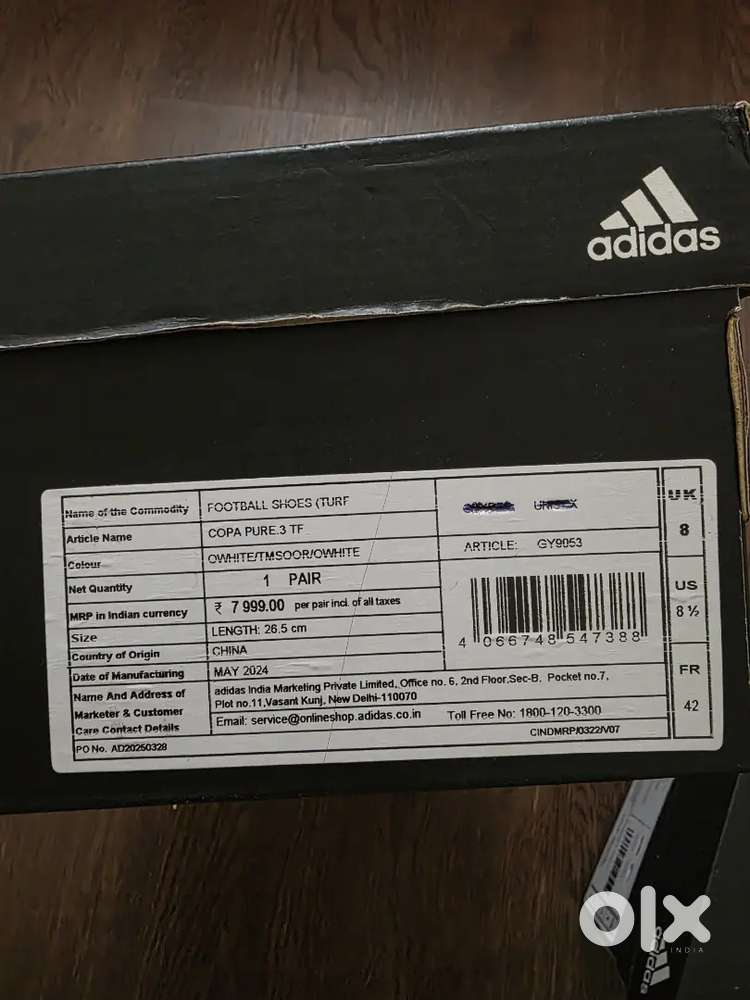 adidas
Name of the Commodity FOOTBALL SHOES (TURF UNISEX
Article Name COPA PURE.3 TF
Colour OWHITE/TMSOOR/OWHITE
ARTICLE: GY9053
Net Quantity 1 PAIR
MRP in Indian currency ₹ 7 999.00 per pair incl. of all taxes
Size LENGTH: 26.5 cm
4 066748 547388
Country of Origin CHINA
Date of Manufacturing MAY 2024
Name And Address of Marketer & Customer Care Contact Details
adidas India Marketing Private Limited, Office no. 6, 2nd Floor,Sec-B, Pocket no.7,
Plot no.11,Vasant Kunj, New Delhi-110070
Email: service@onlineshop.adidas.co.in Toll Free No: 1800-120-3300
PO No. AD20250328
CINDMRP/0322/V07
UK
8
US
8 ½
FR
42
olx
INDIA
adidas